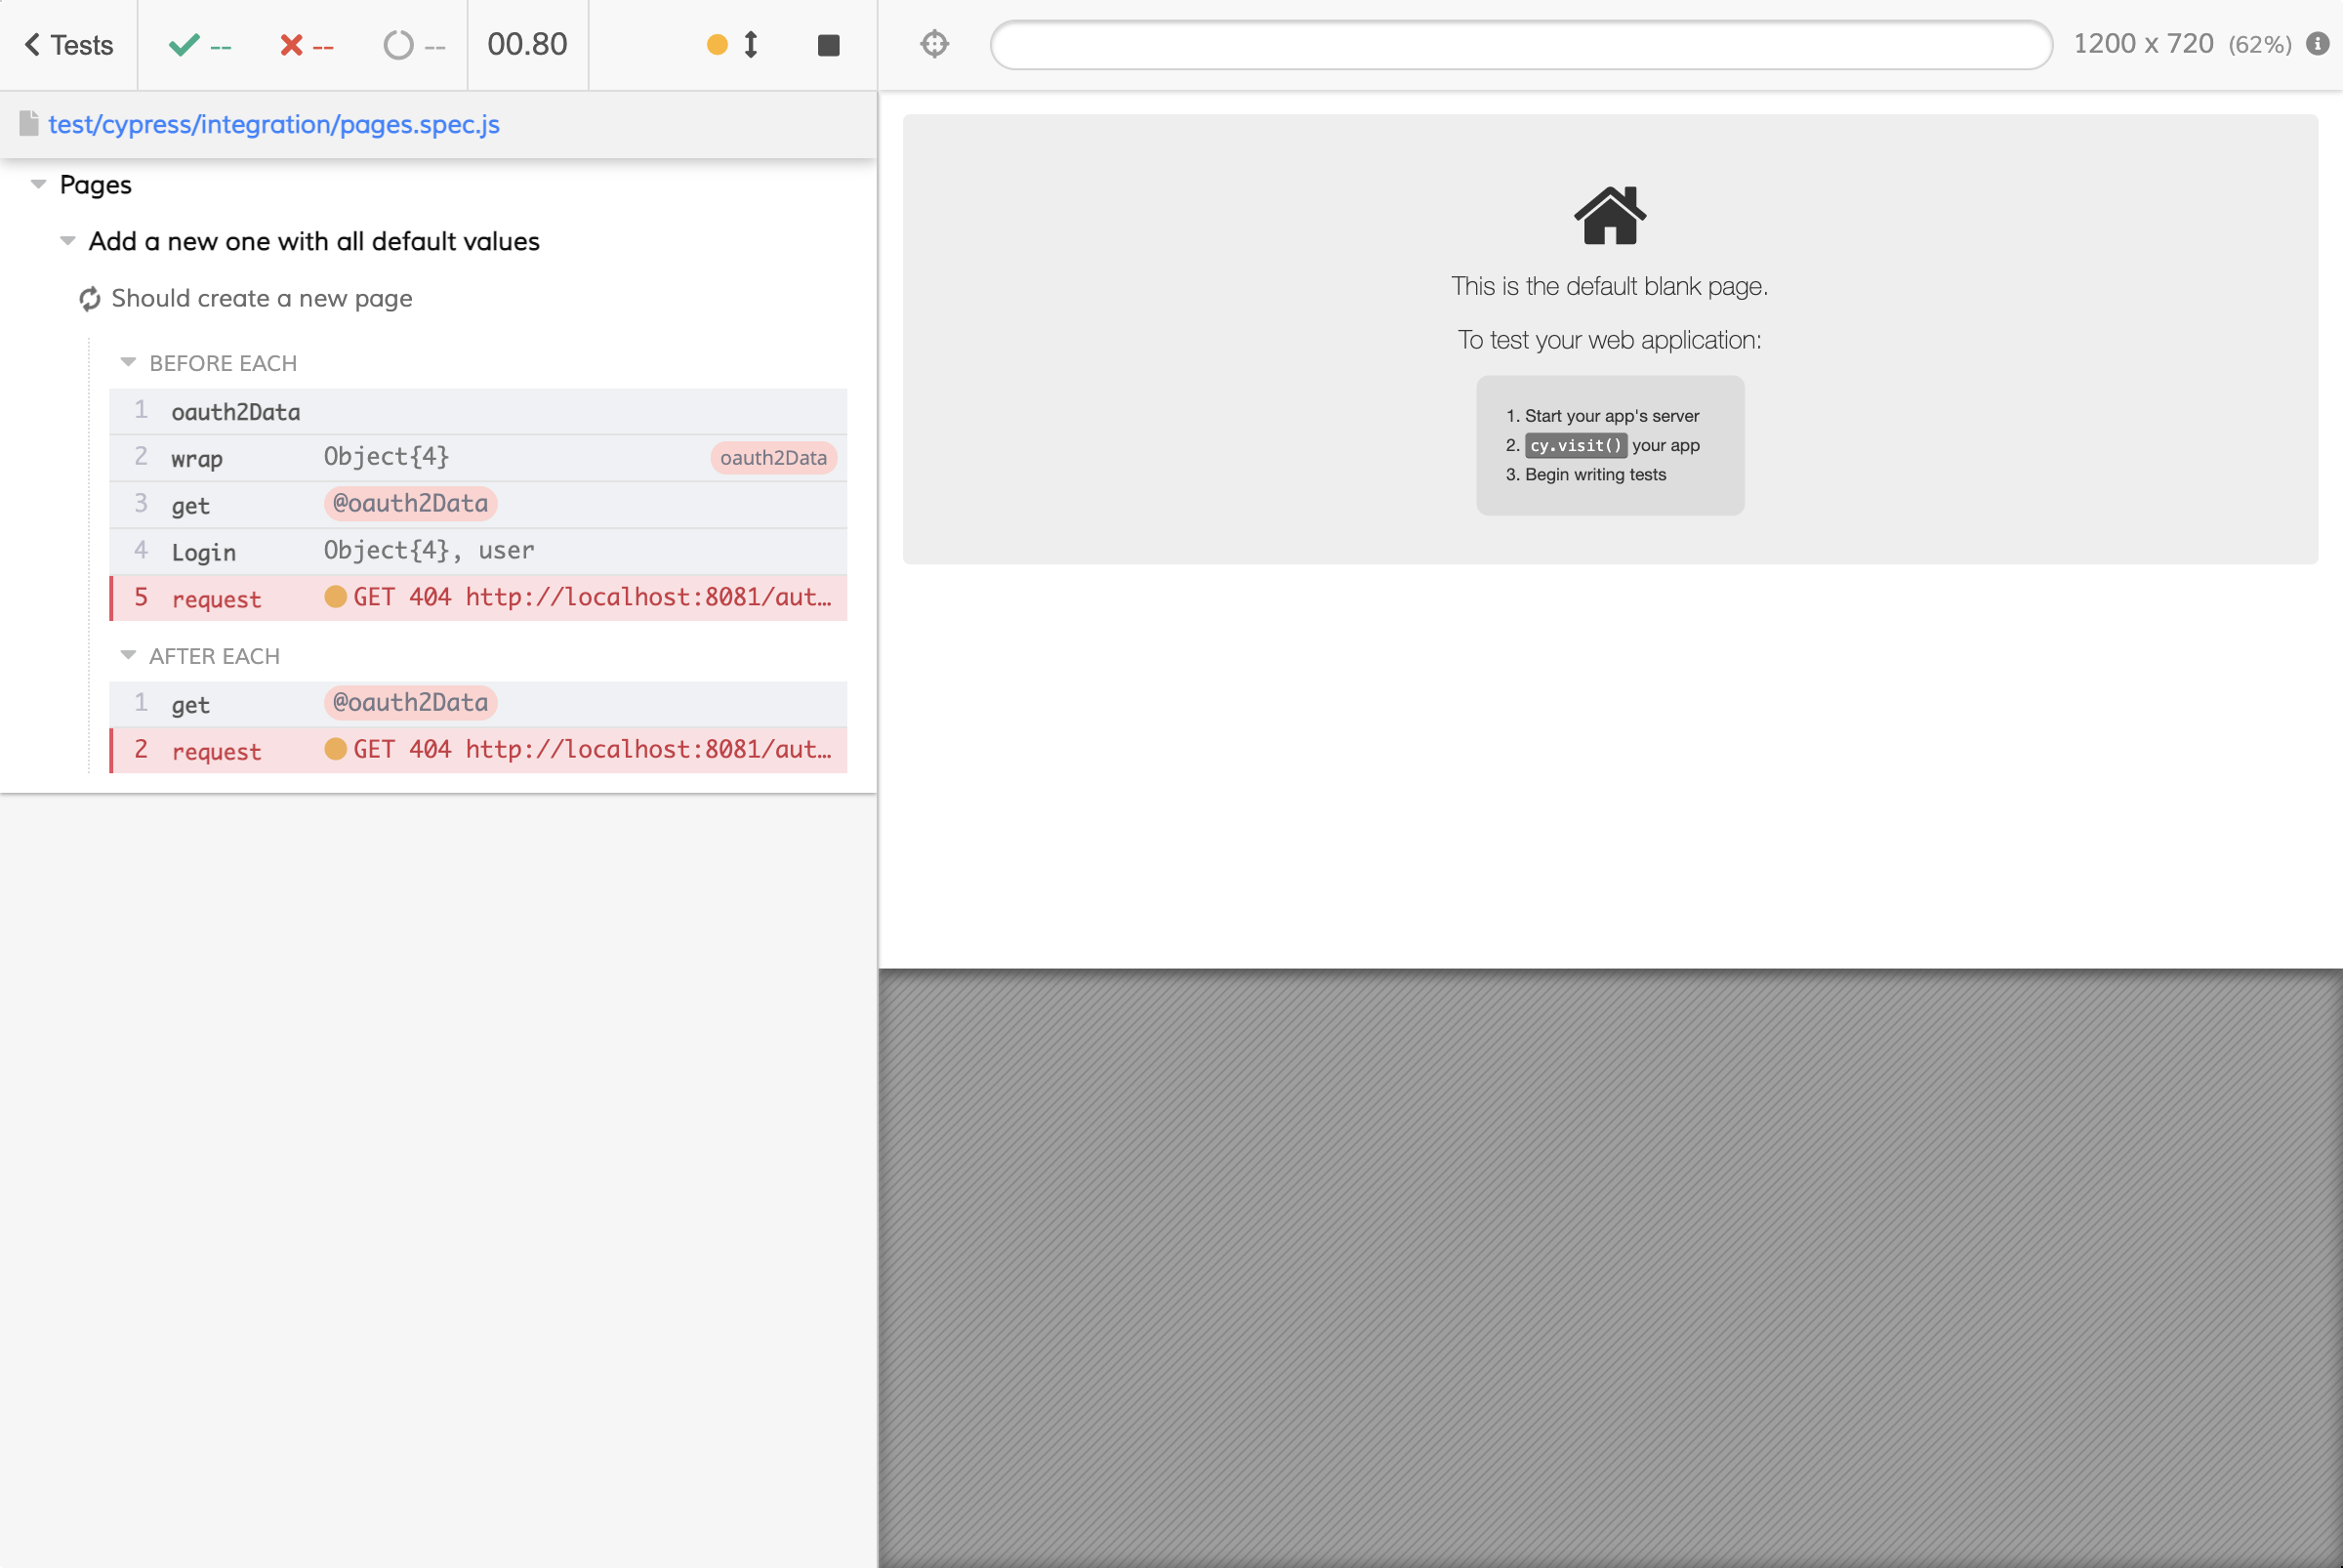 Tests -- -- -- 00.80
1200 x 720 (62%)
test/cypress/integration/pages.spec.js
Pages
Add a new one with all default values
Should create a new page
BEFORE EACH
1 oauth2Data
2 wrap Object{4} oauth2Data
3 get @oauth2Data
4 Login Object{4}, user
5 request GET 404 http://localhost:8081/aut…
AFTER EACH
1 get @oauth2Data
2 request GET 404 http://localhost:8081/aut…
This is the default blank page.
To test your web application:
1. Start your app's server
2. cy.visit() your app
3. Begin writing tests